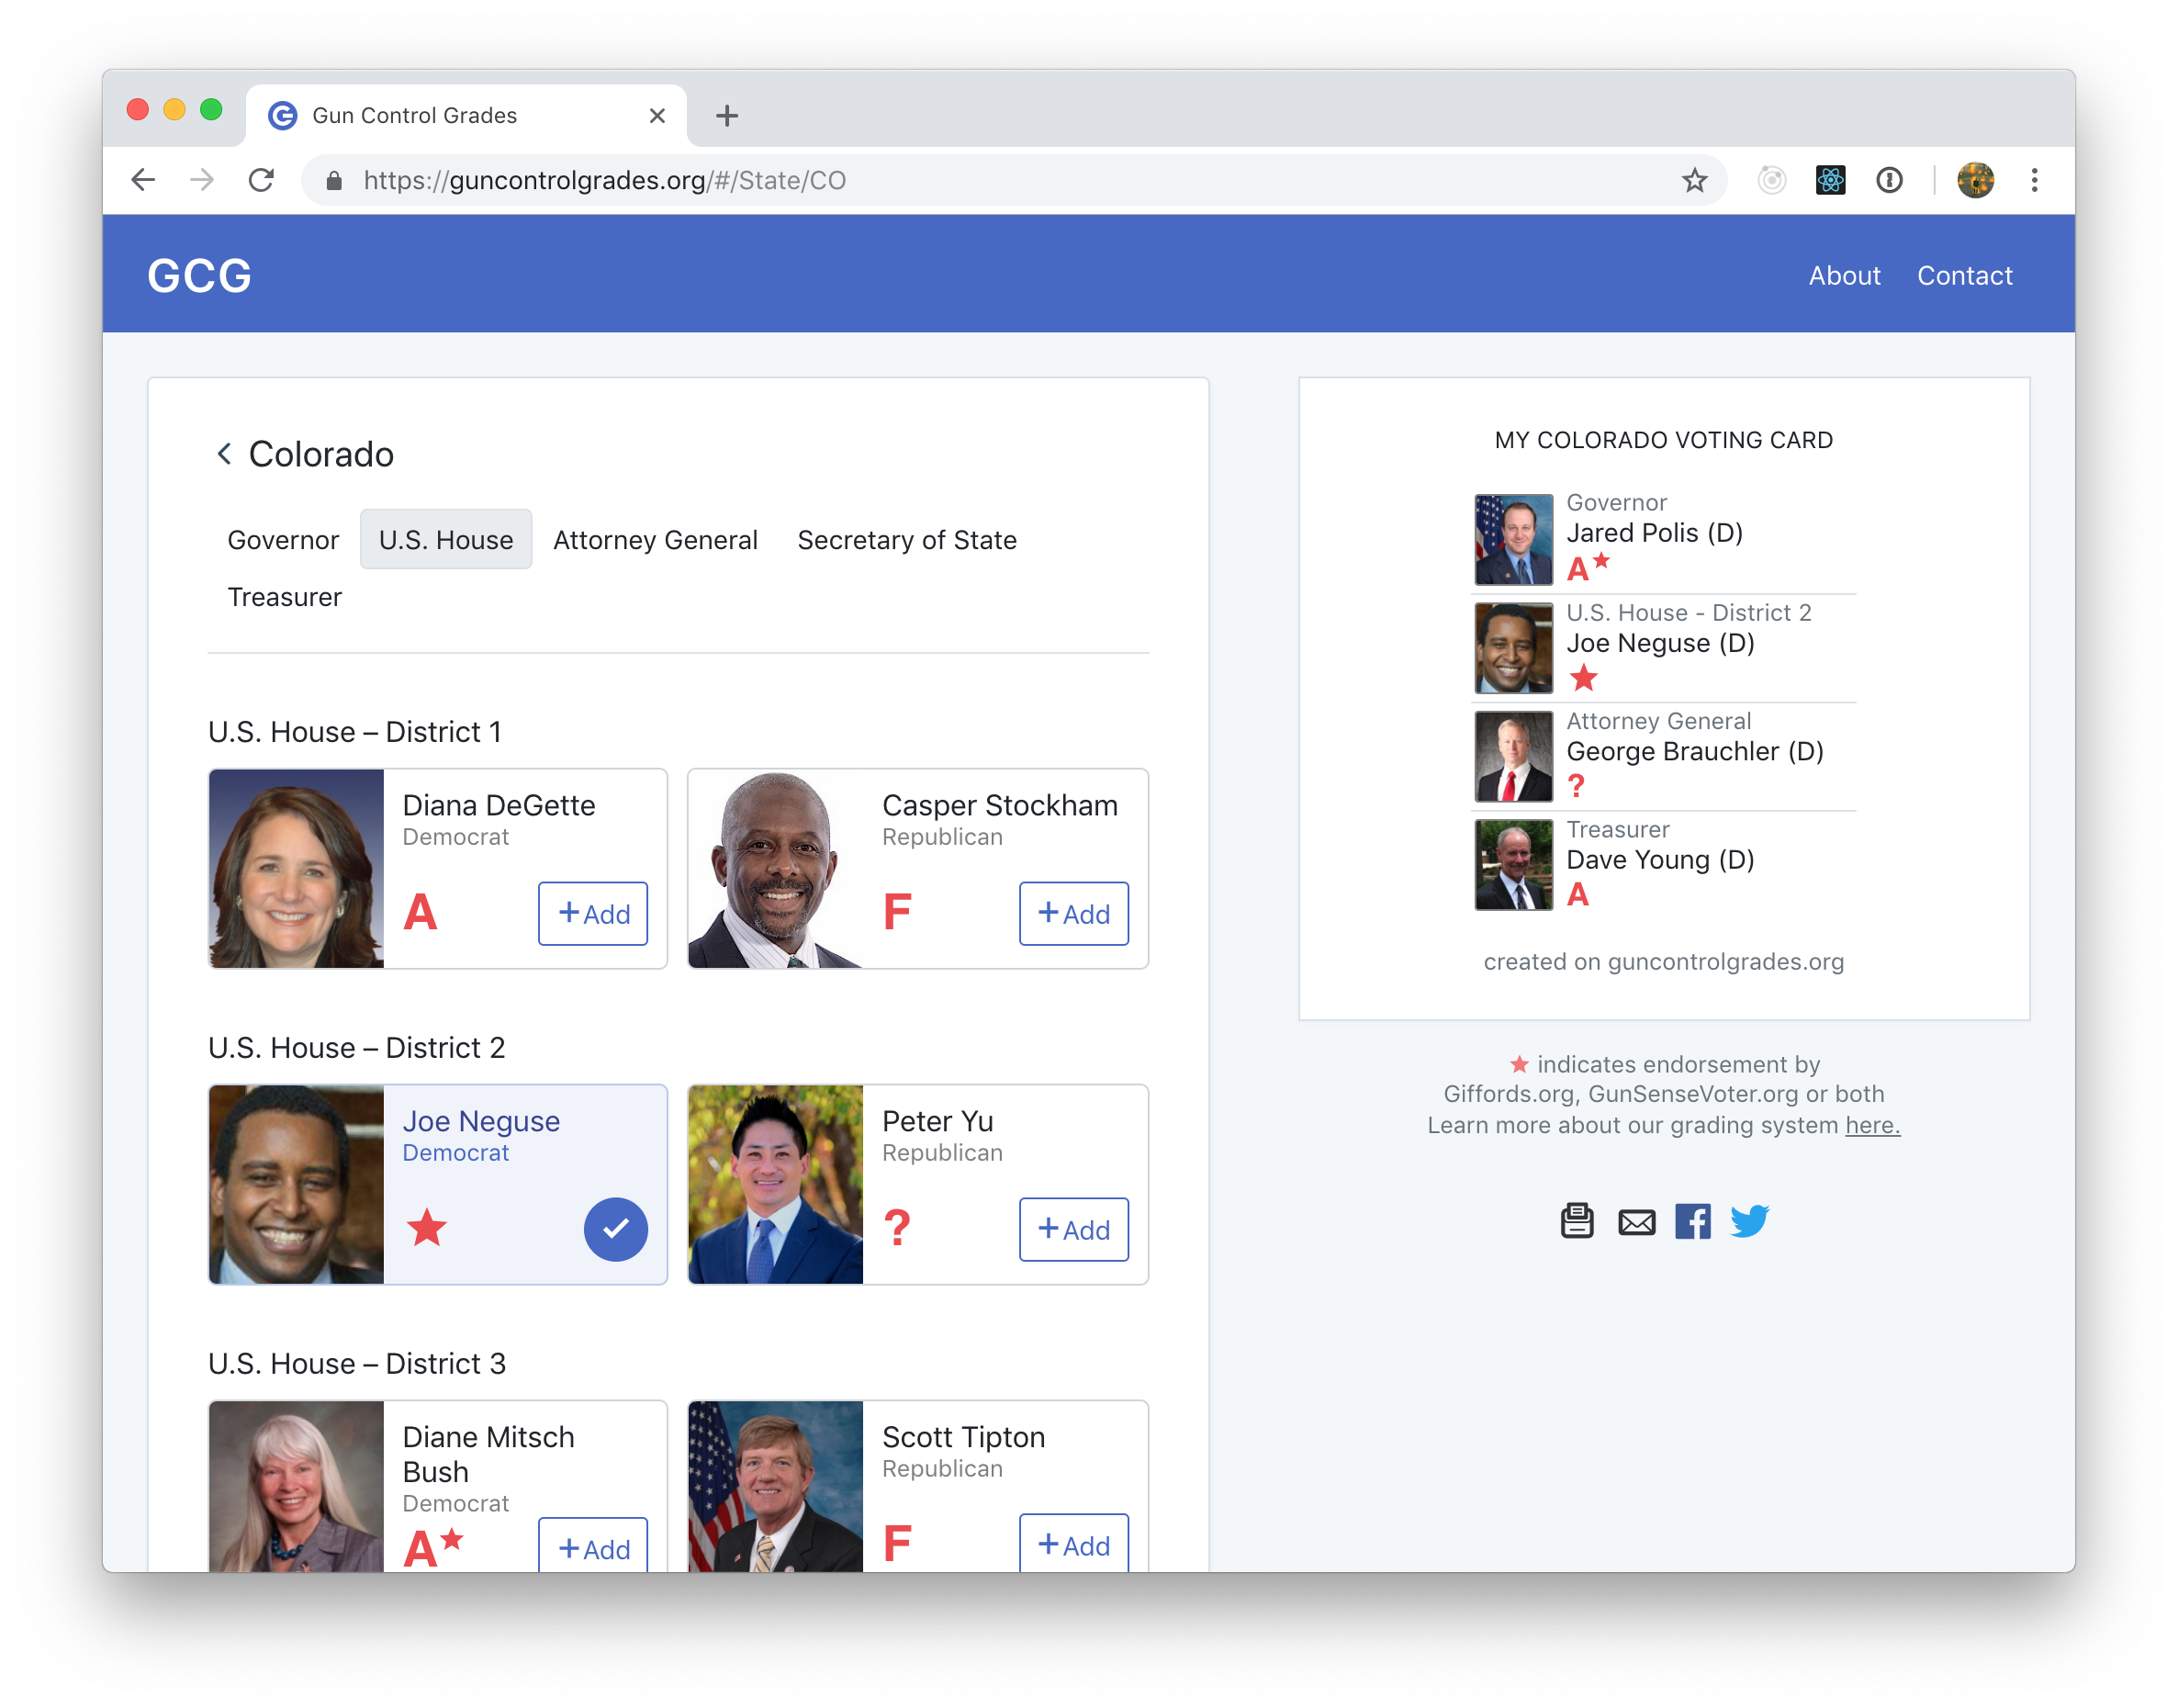 Gun Control Grades
https://guncontrolgrades.org/#/State/CO
GCG
About
Contact
Colorado
Governor
U.S. House
Attorney General
Secretary of State
Treasurer
U.S. House – District 1
Diana DeGette
Democrat
A
+Add
Casper Stockham
Republican
F
+Add
U.S. House – District 2
Joe Neguse
Democrat
Peter Yu
Republican
?
+Add
U.S. House – District 3
Diane Mitsch
Bush
Democrat
A
+Add
Scott Tipton
Republican
F
+Add
MY COLORADO VOTING CARD
Governor
Jared Polis (D)
A
U.S. House - District 2
Joe Neguse (D)
Attorney General
George Brauchler (D)
?
Treasurer
Dave Young (D)
A
created on guncontrolgrades.org
indicates endorsement by
Giffords.org, GunSenseVoter.org or both
Learn more about our grading system here.